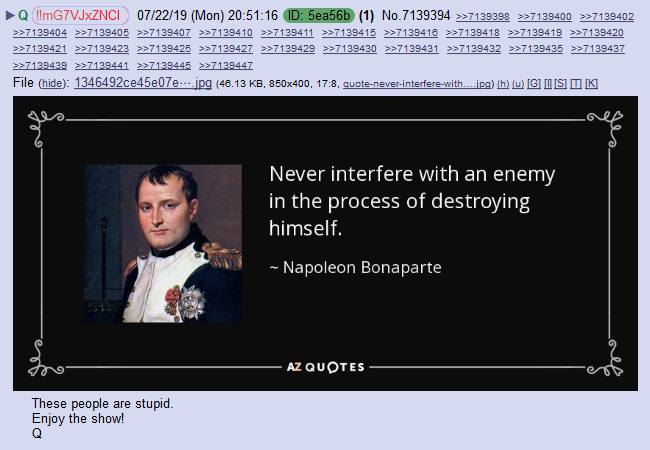 ▶ Q !!mG7VJxZNCI 07/22/19 (Mon) 20:51:16 ID: 5ea56b (1) No.7139394 >>7139398 >>7139400 >>7139402
>>7139404 >>7139405 >>7139407 >>7139410 >>7139411 >>7139415 >>7139416 >>7139418 >>7139419 >>7139420
>>7139421 >>7139423 >>7139425 >>7139427 >>7139429 >>7139430 >>7139431 >>7139432 >>7139435 >>7139437
>>7139439 >>7139441 >>7139445 >>7139447
File (hide): 1346492ce45e07e⋯.jpg (46.13 KB, 850x400, 17:8, quote-never-interfere-with….jpg) (h) (u) [G] [I] [S] [T] [K]
Never interfere with an enemy
in the process of destroying
himself.
~ Napoleon Bonaparte
AZ QUOTES
These people are stupid.
Enjoy the show!
Q